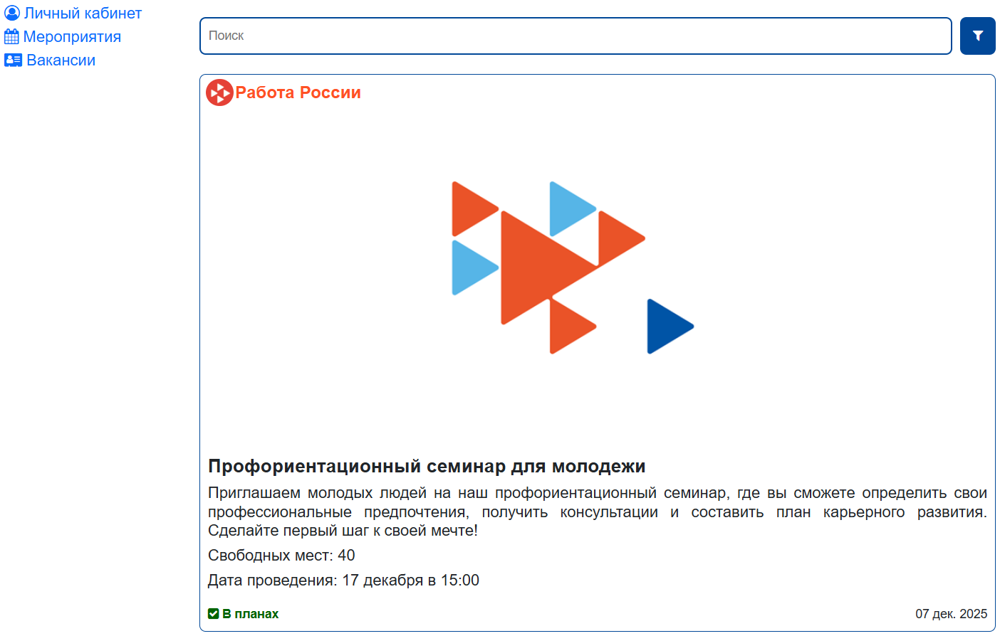 Личный кабинет
Мероприятия
Вакансии
Поиск
Работа России
Профориентационный семинар для молодежи
Приглашаем молодых людей на наш профориентационный семинар, где вы сможете определить свои
профессиональные предпочтения, получить консультации и составить план карьерного развития.
Сделайте первый шаг к своей мечте!
Свободных мест: 40
Дата проведения: 17 декабря в 15:00
В планах
07 дек. 2025